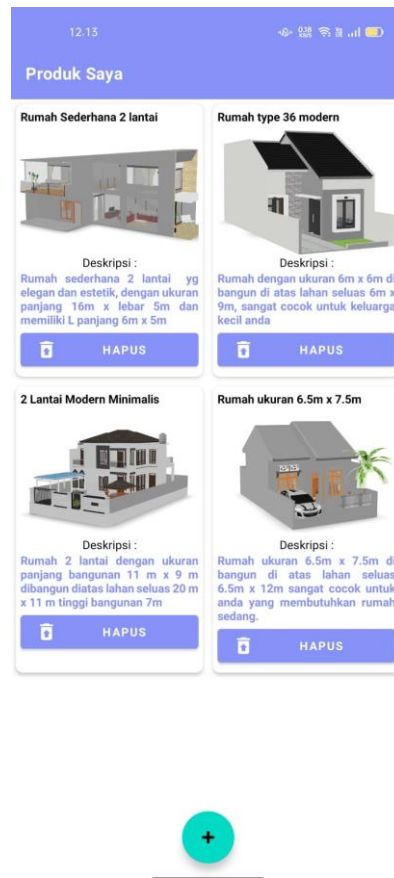 12.13
0,18 KB/S
Produk Saya
Rumah Sederhana 2 lantai
Deskripsi :
Rumah sederhana 2 lantai yg
elegan dan estetik, dengan ukuran
panjang 16m x lebar 5m dan
memiliki L panjang 6m x 5m
HAPUS
Rumah type 36 modern
Deskripsi :
Rumah dengan ukuran 6m x 6m di
bangun di atas lahan seluas 6m x
9m, sangat cocok untuk keluarga
kecil anda
HAPUS
2 Lantai Modern Minimalis
Deskripsi :
Rumah 2 lantai dengan ukuran
panjang bangunan 11 m x 9 m
dibangun diatas lahan seluas 20 m
x 11 m tinggi bangunan 7m
HAPUS
Rumah ukuran 6.5m x 7.5m
Deskripsi :
Rumah ukuran 6.5m x 7.5m di
bangun di atas lahan seluas
6.5m x 12m sangat cocok untuk
anda yang membutuhkan rumah
sedang.
HAPUS
+